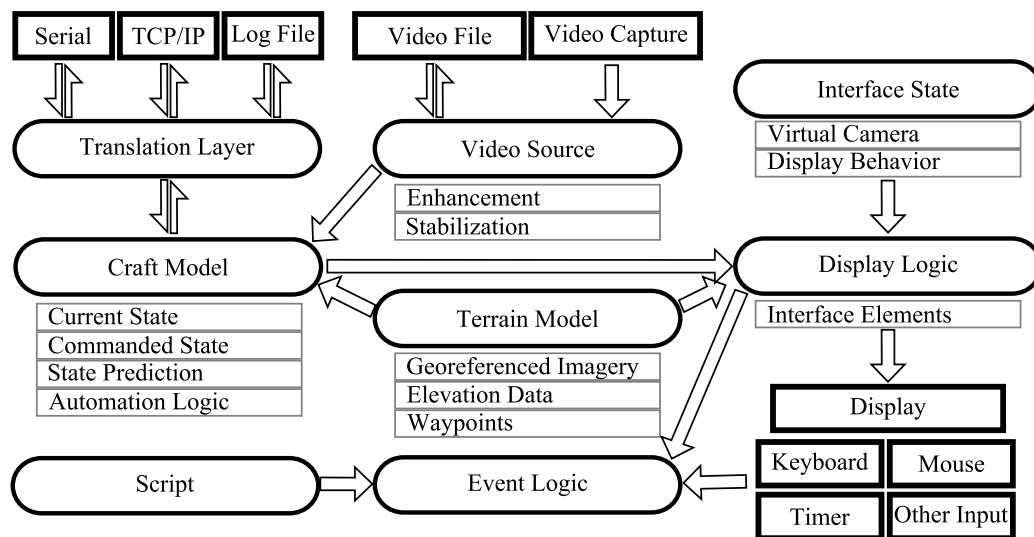 Serial
TCP/IP
Log File
Video File
Video Capture
Interface State
Virtual Camera
Display Behavior
Translation Layer
Video Source
Enhancement
Stabilization
Craft Model
Display Logic
Interface Elements
Current State
Commanded State
State Prediction
Automation Logic
Terrain Model
Georeferenced Imagery
Elevation Data
Waypoints
Display
Keyboard
Mouse
Timer
Other Input
Script
Event Logic